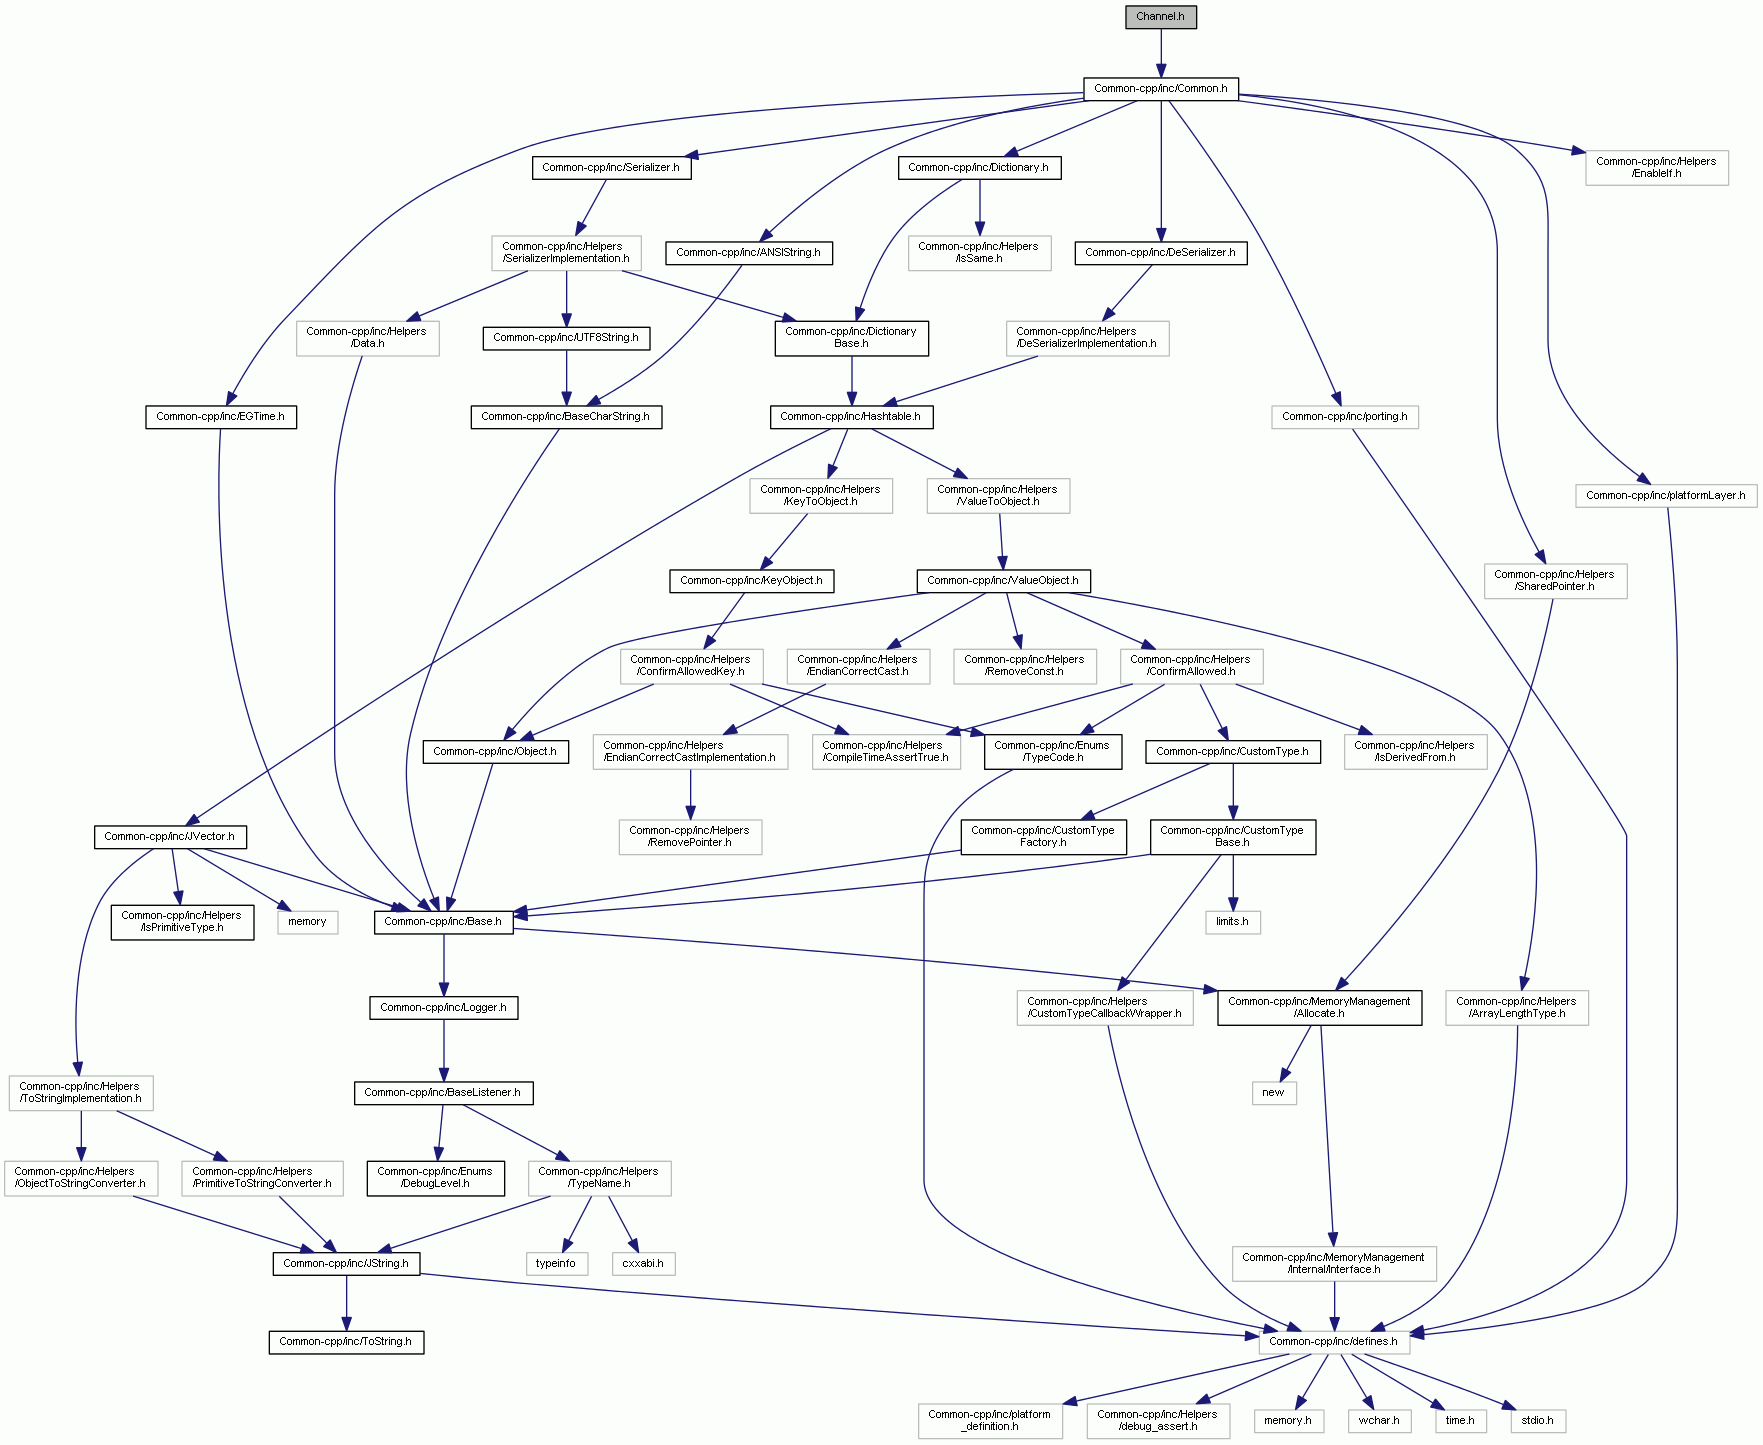 Channel.h
Common-cpp/inc/Common.h
Common-cpp/inc/Serializer.h
Common-cpp/inc/Dictionary.h
Common-cpp/inc/Helpers
/EnableIf.h
Common-cpp/inc/Helpers
/SerializerImplementation.h
Common-cpp/inc/ANSIString.h
Common-cpp/inc/Helpers
/IsSame.h
Common-cpp/inc/DeSerializer.h
Common-cpp/inc/Helpers
/Data.h
Common-cpp/inc/UTF8String.h
Common-cpp/inc/Dictionary
Base.h
Common-cpp/inc/Helpers
/DeSerializerImplementation.h
Common-cpp/inc/EGTime.h
Common-cpp/inc/BaseCharString.h
Common-cpp/inc/Hashtable.h
Common-cpp/inc/porting.h
Common-cpp/inc/Helpers
/KeyToObject.h
Common-cpp/inc/Helpers
/ValueToObject.h
Common-cpp/inc/platformLayer.h
Common-cpp/inc/KeyObject.h
Common-cpp/inc/ValueObject.h
Common-cpp/inc/Helpers
/SharedPointer.h
Common-cpp/inc/Helpers
/ConfirmAllowedKey.h
Common-cpp/inc/Helpers
/EndianCorrectCast.h
Common-cpp/inc/Helpers
/RemoveConst.h
Common-cpp/inc/Helpers
/ConfirmAllowed.h
Common-cpp/inc/Object.h
Common-cpp/inc/Helpers
/EndianCorrectCastImplementation.h
Common-cpp/inc/Helpers
/CompileTimeAssertTrue.h
Common-cpp/inc/Enums
/TypeCode.h
Common-cpp/inc/CustomType.h
Common-cpp/inc/Helpers
/IsDerivedFrom.h
Common-cpp/inc/JVector.h
Common-cpp/inc/Helpers
/RemovePointer.h
Common-cpp/inc/CustomType
Factory.h
Common-cpp/inc/CustomType
Base.h
Common-cpp/inc/Helpers
/IsPrimitiveType.h
memory
Common-cpp/inc/Base.h
limits.h
Common-cpp/inc/Logger.h
Common-cpp/inc/Helpers
/CustomTypeCallbackWrapper.h
Common-cpp/inc/MemoryManagement
/Allocate.h
Common-cpp/inc/Helpers
/ArrayLengthType.h
Common-cpp/inc/Helpers
/ToStringImplementation.h
Common-cpp/inc/BaseListener.h
new
Common-cpp/inc/Helpers
/ObjectToStringConverter.h
Common-cpp/inc/Helpers
/PrimitiveToStringConverter.h
Common-cpp/inc/Enums
/DebugLevel.h
Common-cpp/inc/Helpers
/TypeName.h
Common-cpp/inc/JString.h
typeinfo
cxxabi.h
Common-cpp/inc/MemoryManagement
/Internal/Interface.h
Common-cpp/inc/ToString.h
Common-cpp/inc/defines.h
Common-cpp/inc/platform
_definition.h
Common-cpp/inc/Helpers
/debug_assert.h
memory.h
wchar.h
time.h
stdio.h